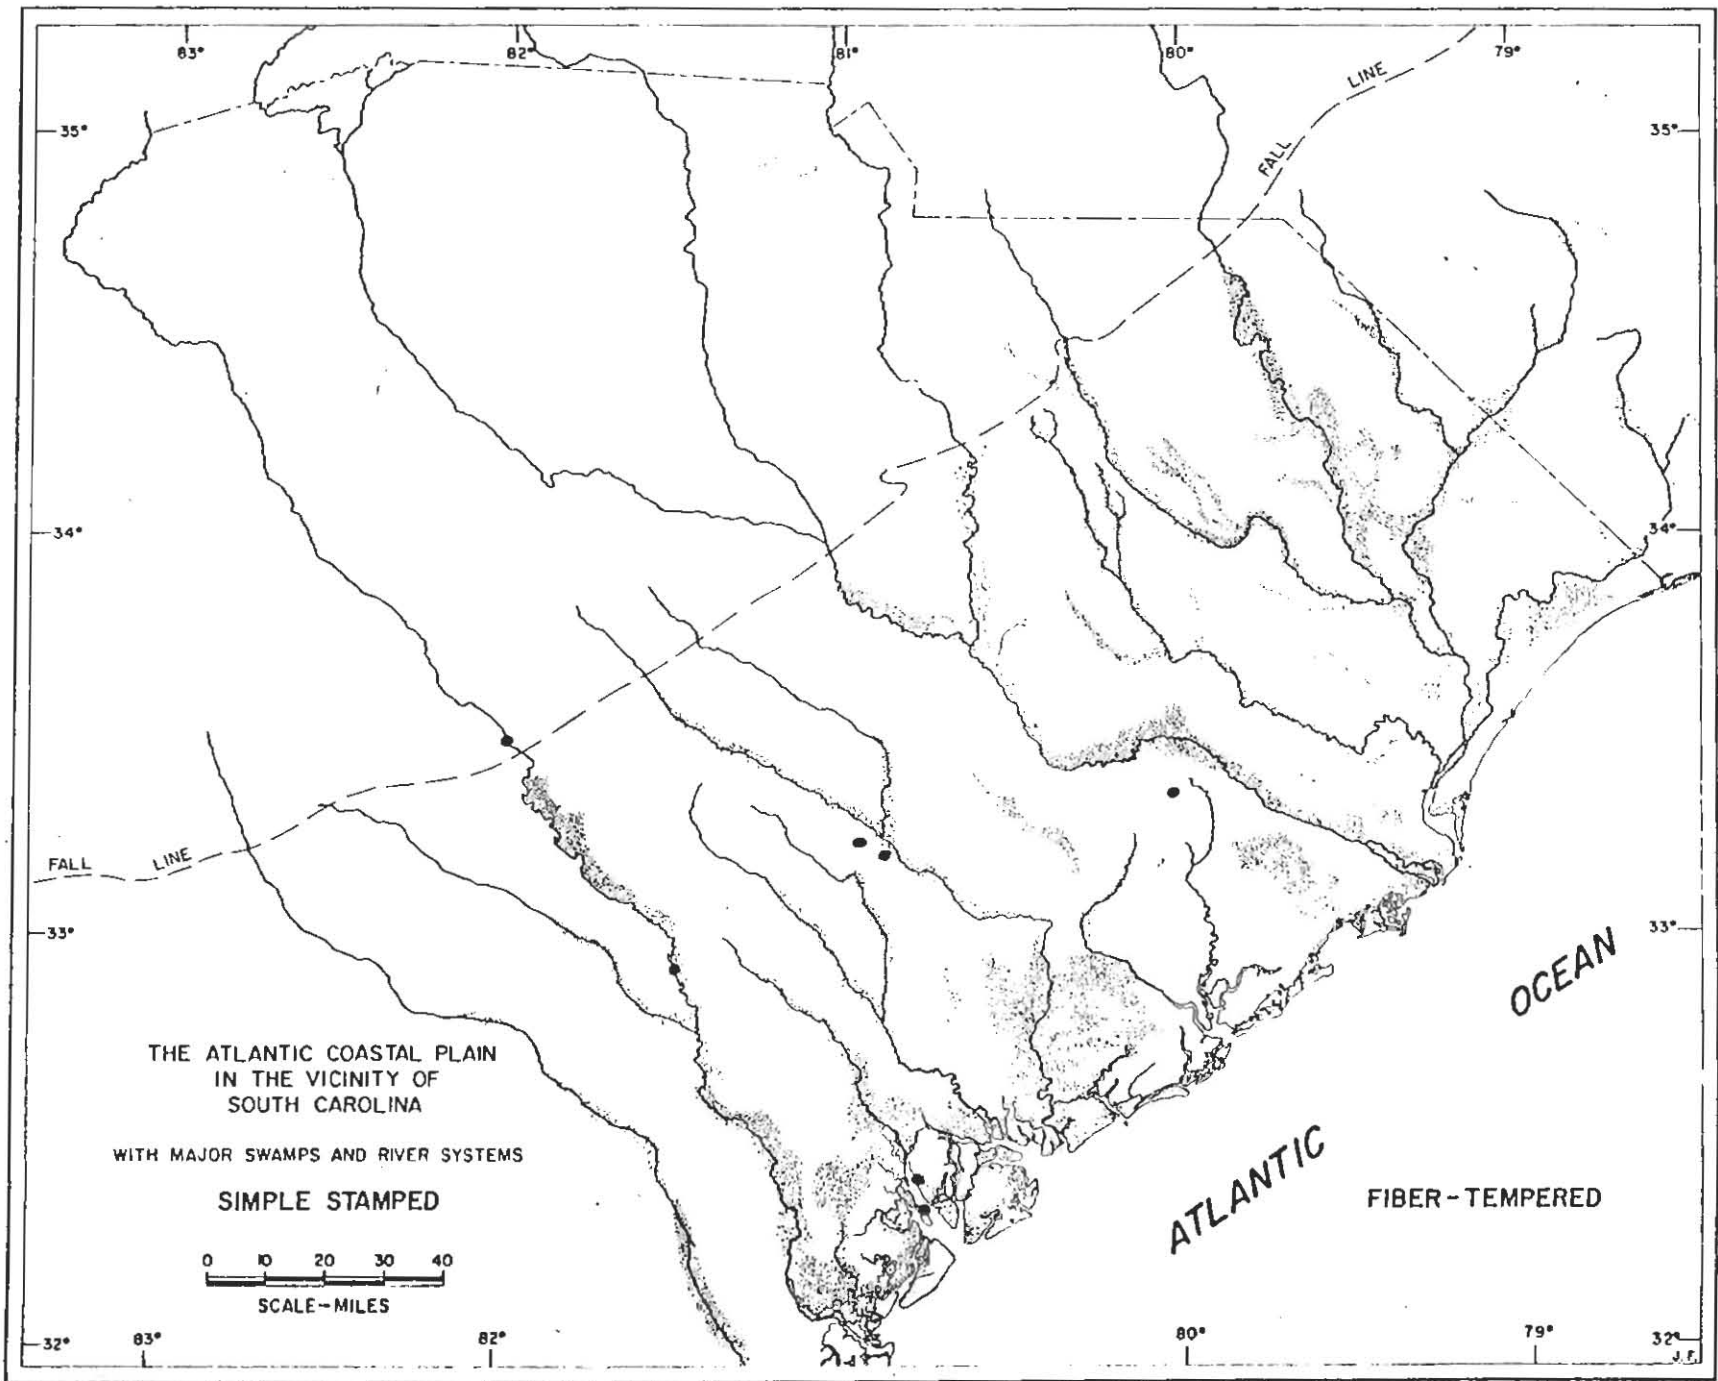 83°
82°
81°
80°
79°
LINE
FALL
35°
35°
34°
34°
FALL
LINE
33°
33°
OCEAN
ATLANTIC
THE ATLANTIC COASTAL PLAIN
IN THE VICINITY OF
SOUTH CAROLINA
WITH MAJOR SWAMPS AND RIVER SYSTEMS
SIMPLE STAMPED
FIBER-TEMPERED
0 10 20 30 40
SCALE-MILES
32°
83°
82°
80°
79°
32°
J.F.